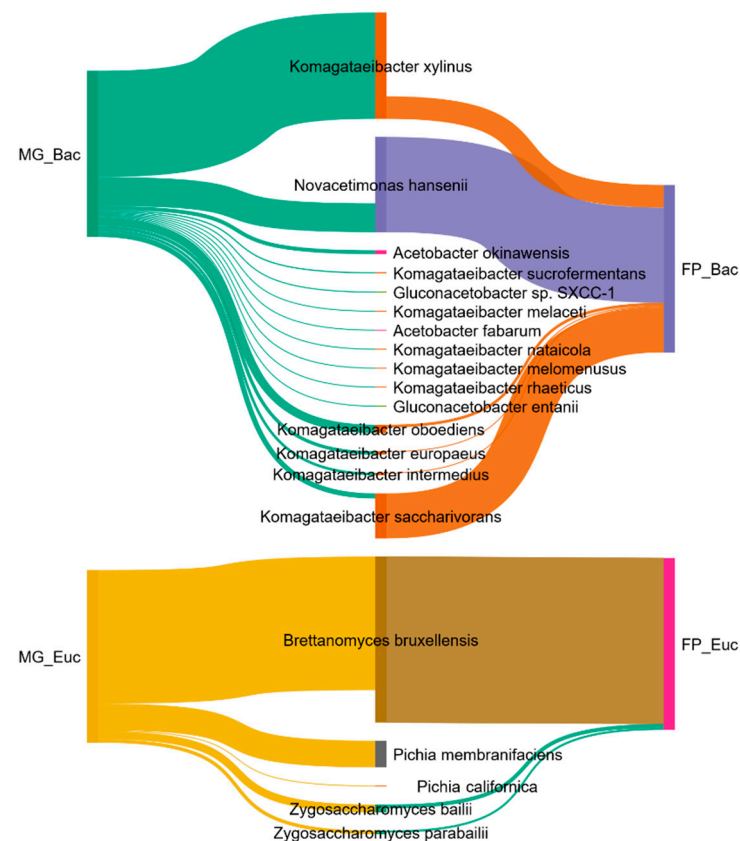 Komagataeibacter xylinus
MG_Bac
Novacetimonas hansenii
Acetobacter okinawensis
FP_Bac
Komagataeibacter sucrofermentans
Gluconacetobacter sp. SXCC-1
Komagataeibacter melaceti
Acetobacter fabarum
Komagataeibacter nataicola
Komagataeibacter melomenusus
Komagataeibacter rhaeticus
Gluconacetobacter entanii
Komagataeibacter oboediens
Komagataeibacter europaeus
Komagataeibacter intermedius
Komagataeibacter saccharivorans
Brettanomyces bruxellensis
FP_Euc
MG_Euc
Pichia membranifaciens
Pichia californica
Zygosaccharomyces bailii
Zygosaccharomyces parabailii